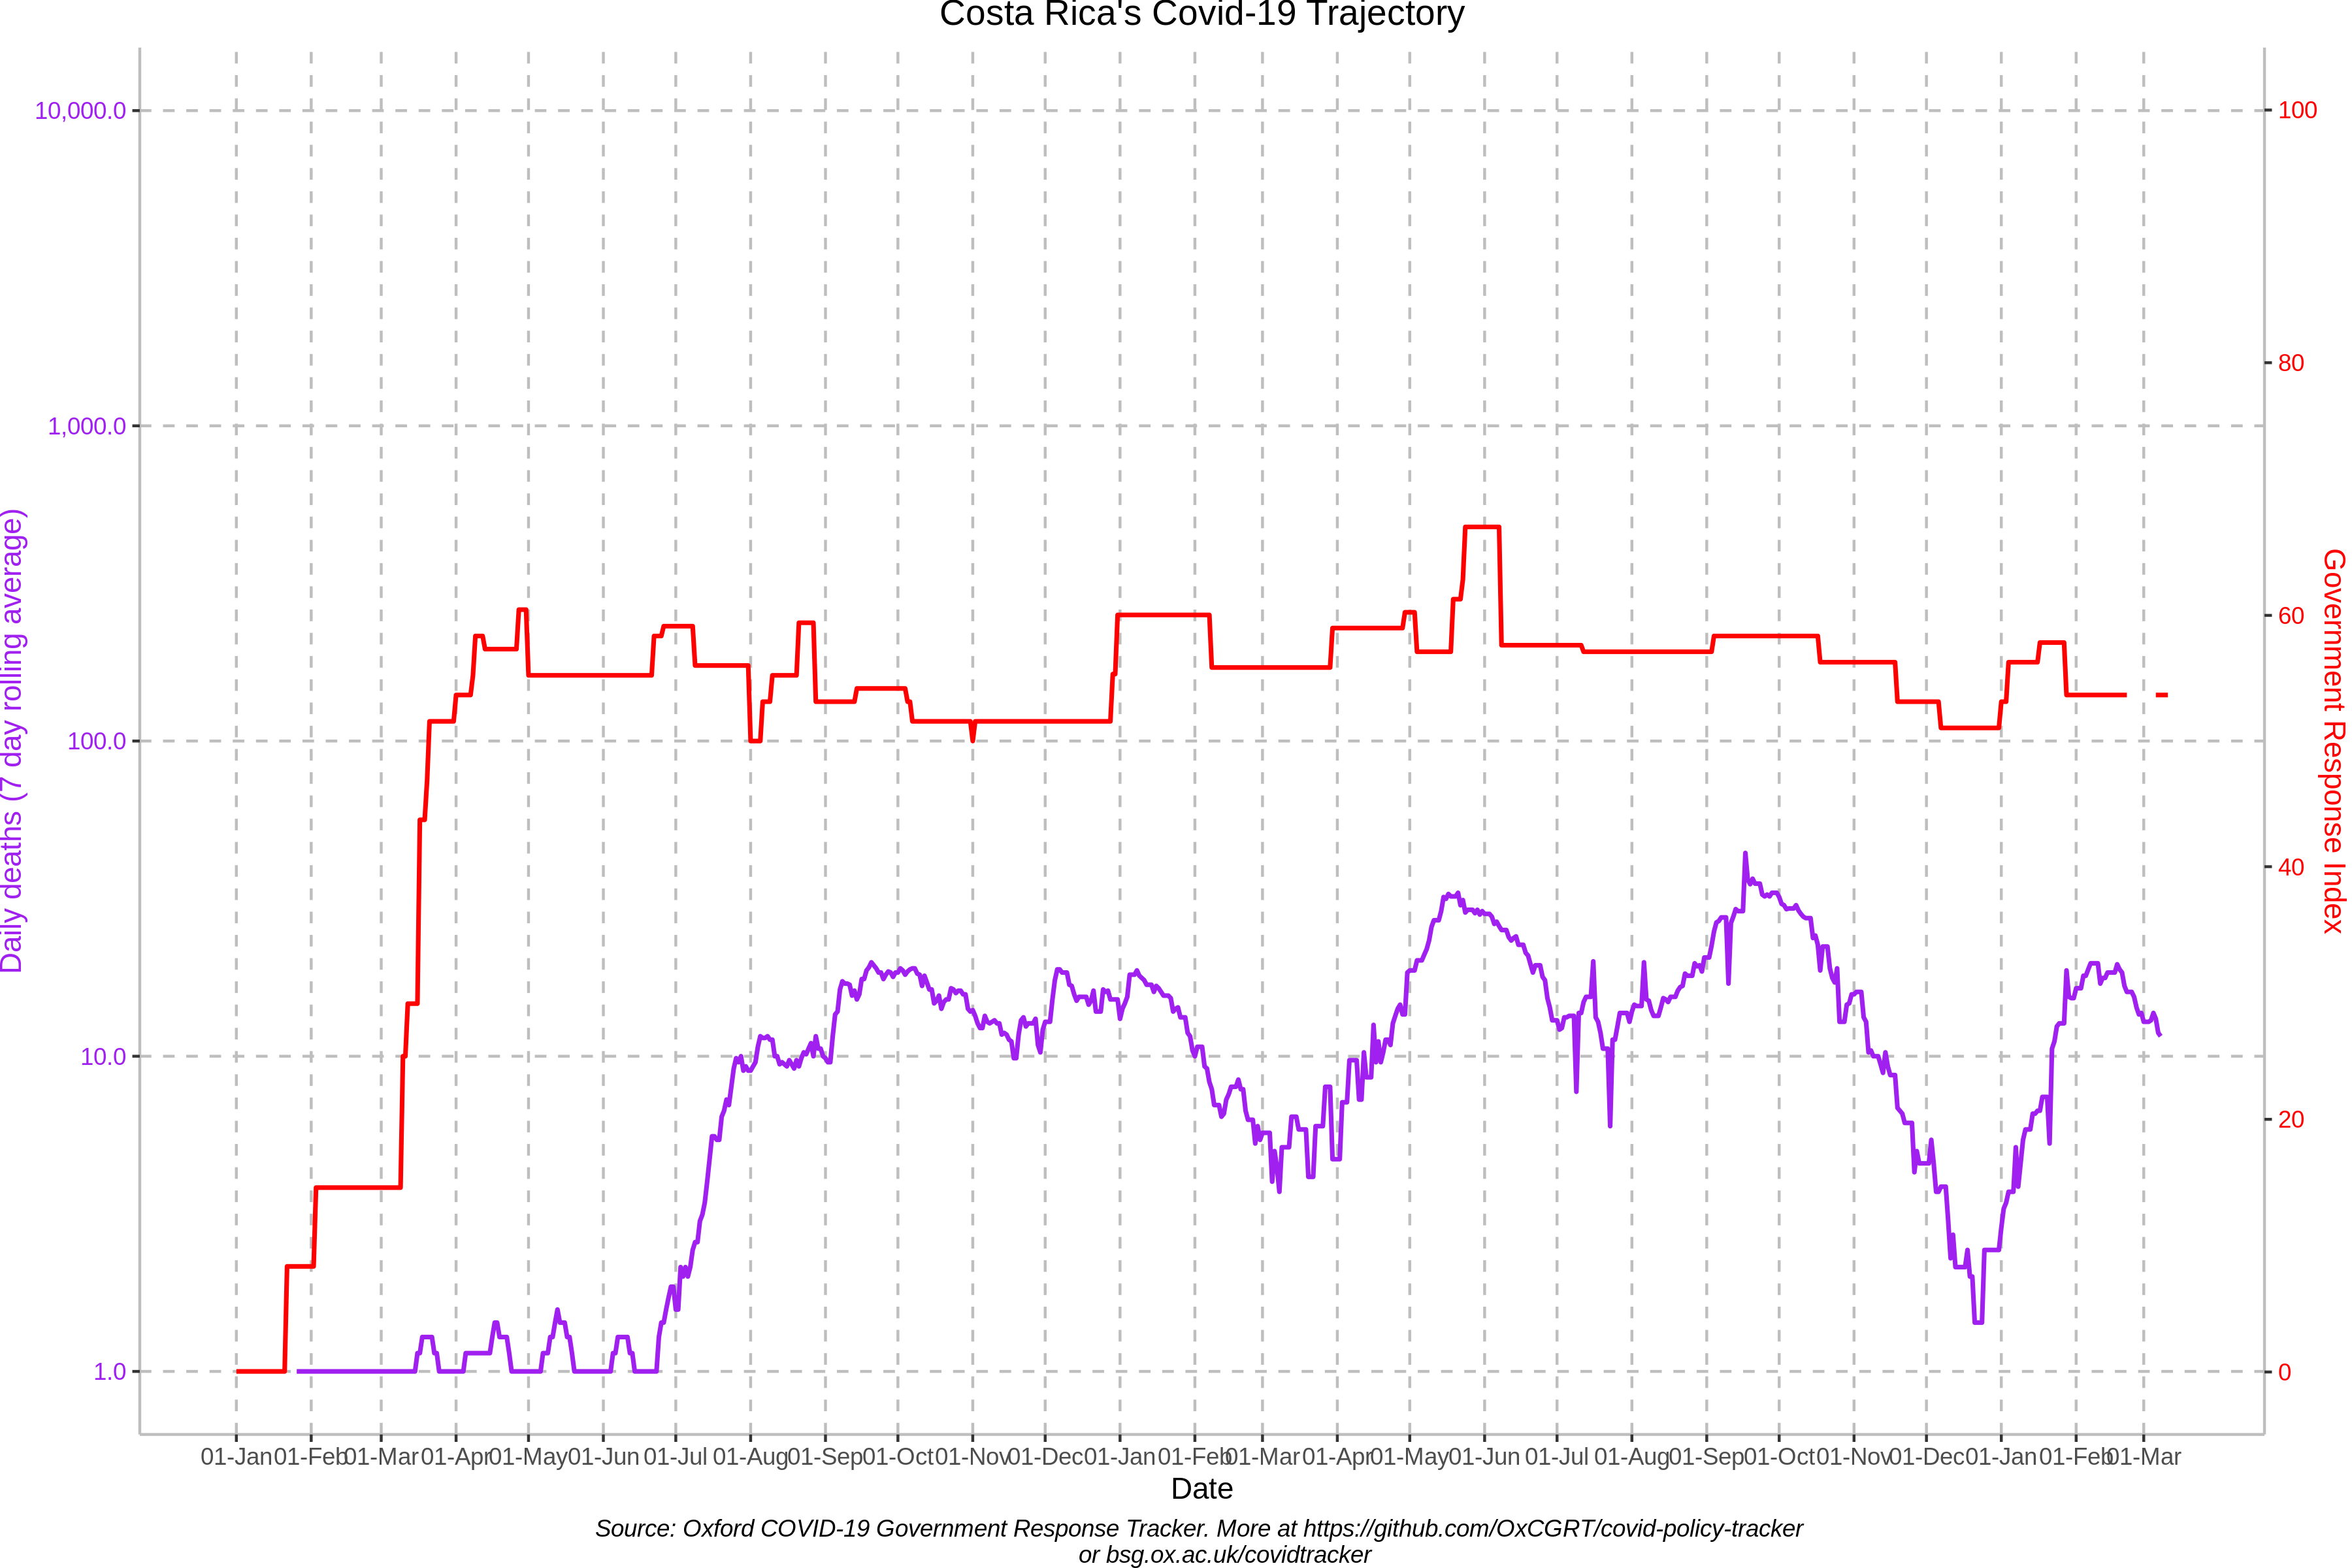 Costa Rica's Covid-19 Trajectory
Daily deaths (7 day rolling average)
10,000.0
1,000.0
100.0
10.0
1.0
100
80
60
40
20
0
Government Response Index
01-Jan 01-Feb 01-Mar 01-Apr 01-May 01-Jun 01-Jul 01-Aug 01-Sep 01-Oct 01-Nov 01-Dec 01-Jan 01-Feb 01-Mar 01-Apr 01-May 01-Jun 01-Jul 01-Aug 01-Sep 01-Oct 01-Nov 01-Dec 01-Jan 01-Feb 01-Mar
Date
Source: Oxford COVID-19 Government Response Tracker. More at https://github.com/OxCGRT/covid-policy-tracker
or bsg.ox.ac.uk/covidtracker